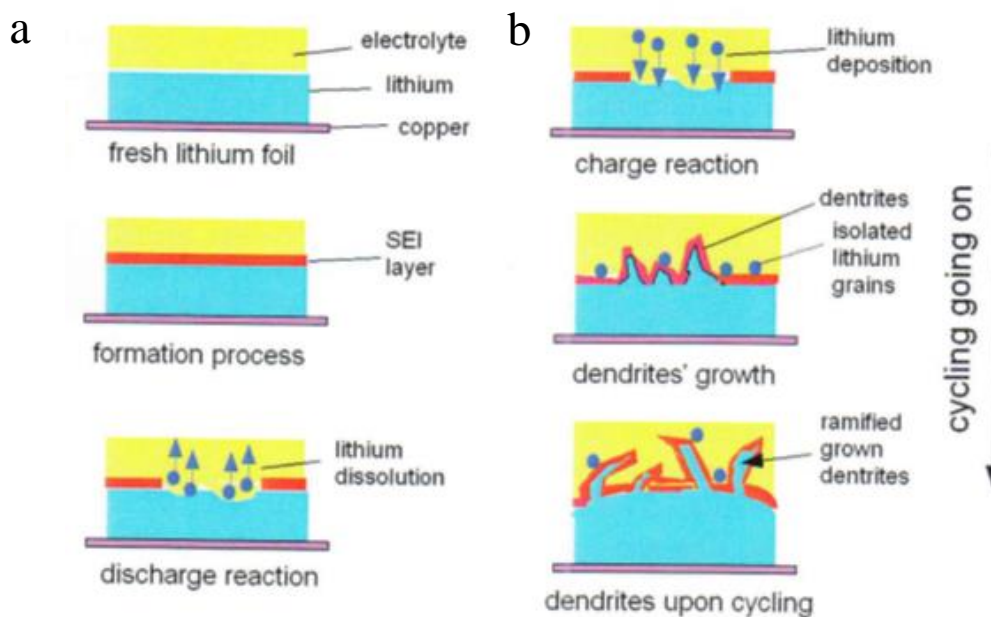 a
electrolyte
lithium
copper
fresh lithium foil
SEI
layer
formation process
lithium
dissolution
discharge reaction
b
lithium
deposition
charge reaction
dentrites
isolated
lithium
grains
dendrites' growth
ramified
grown
dentrites
dendrites upon cycling
cycling going on